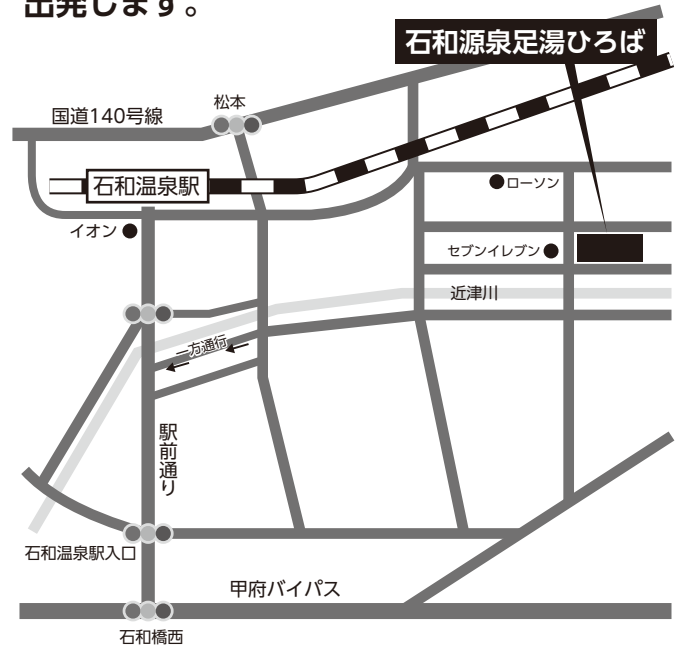 出発します。
石和源泉足湯ひろば
松本
国道140号線
石和温泉駅
ローソン
イオン
セブンイレブン
近津川
一方通行
駅前通り
石和温泉駅入口
甲府バイパス
石和橋西